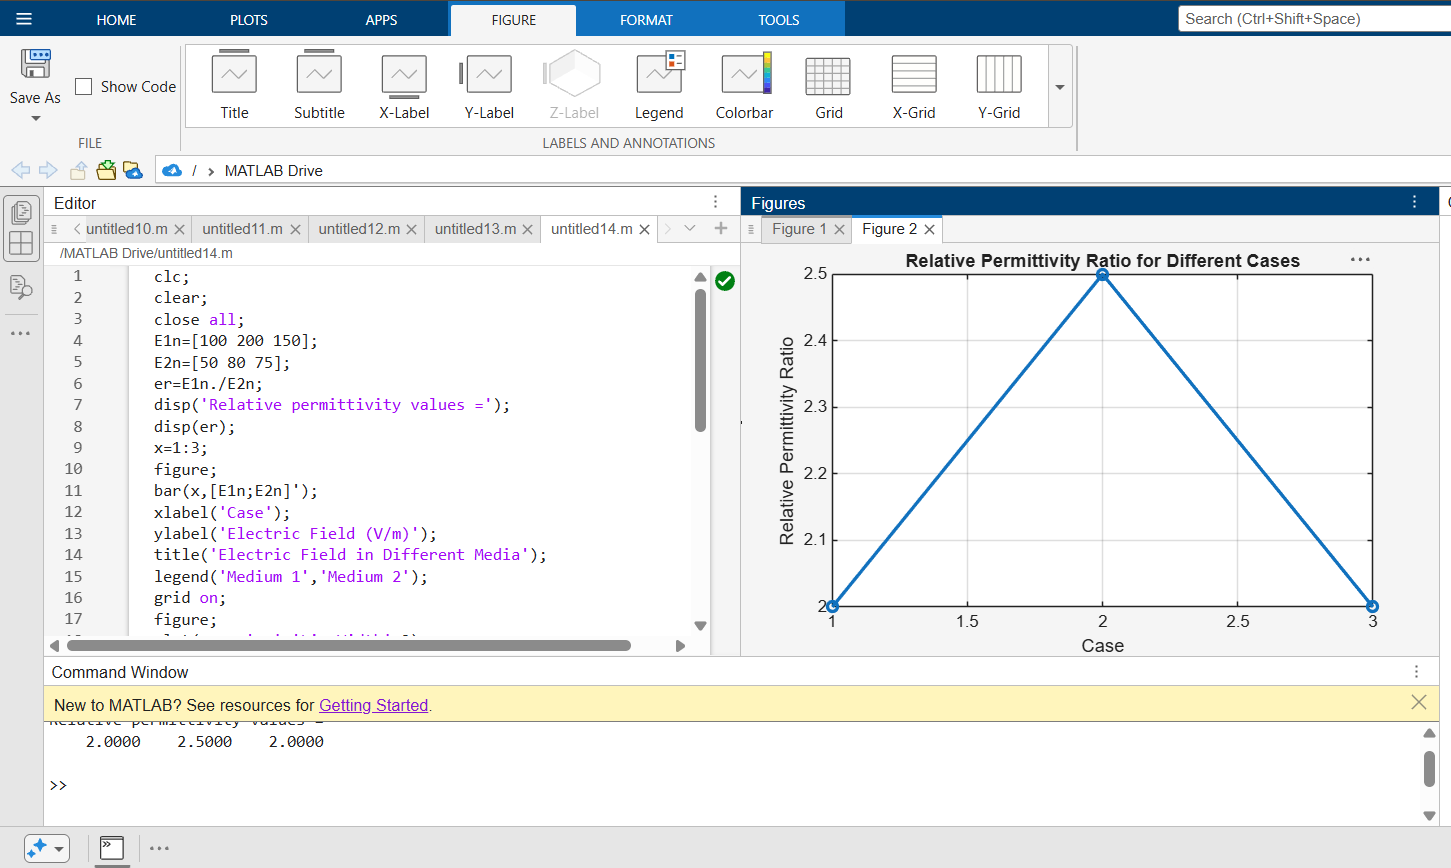 HOME PLOTS APPS FIGURE FORMAT TOOLS Search (Ctrl+Shift+Space)
Save As Show Code Title Subtitle X-Label Y-Label Z-Label Legend Colorbar Grid X-Grid Y-Grid
FILE LABELS AND ANNOTATIONS
/ › MATLAB Drive
Editor
untitled10.m untitled11.m untitled12.m untitled13.m untitled14.m
/MATLAB Drive/untitled14.m
1 clc;
2 clear;
3 close all;
4 E1n=[100 200 150];
5 E2n=[50 80 75];
6 er=E1n./E2n;
7 disp('Relative permittivity values =');
8 disp(er);
9 x=1:3;
10 figure;
11 bar(x,[E1n;E2n]');
12 xlabel('Case');
13 ylabel('Electric Field (V/m)');
14 title('Electric Field in Different Media');
15 legend('Medium 1','Medium 2');
16 grid on;
17 figure;
Figures
Figure 1 Figure 2
Relative Permittivity Ratio for Different Cases
Relative Permittivity Ratio
2.5
2.4
2.3
2.2
2.1
2
1 1.5 2 2.5 3
Case
Command Window
New to MATLAB? See resources for Getting Started.
Relative permittivity values =
2.0000 2.5000 2.0000
>>